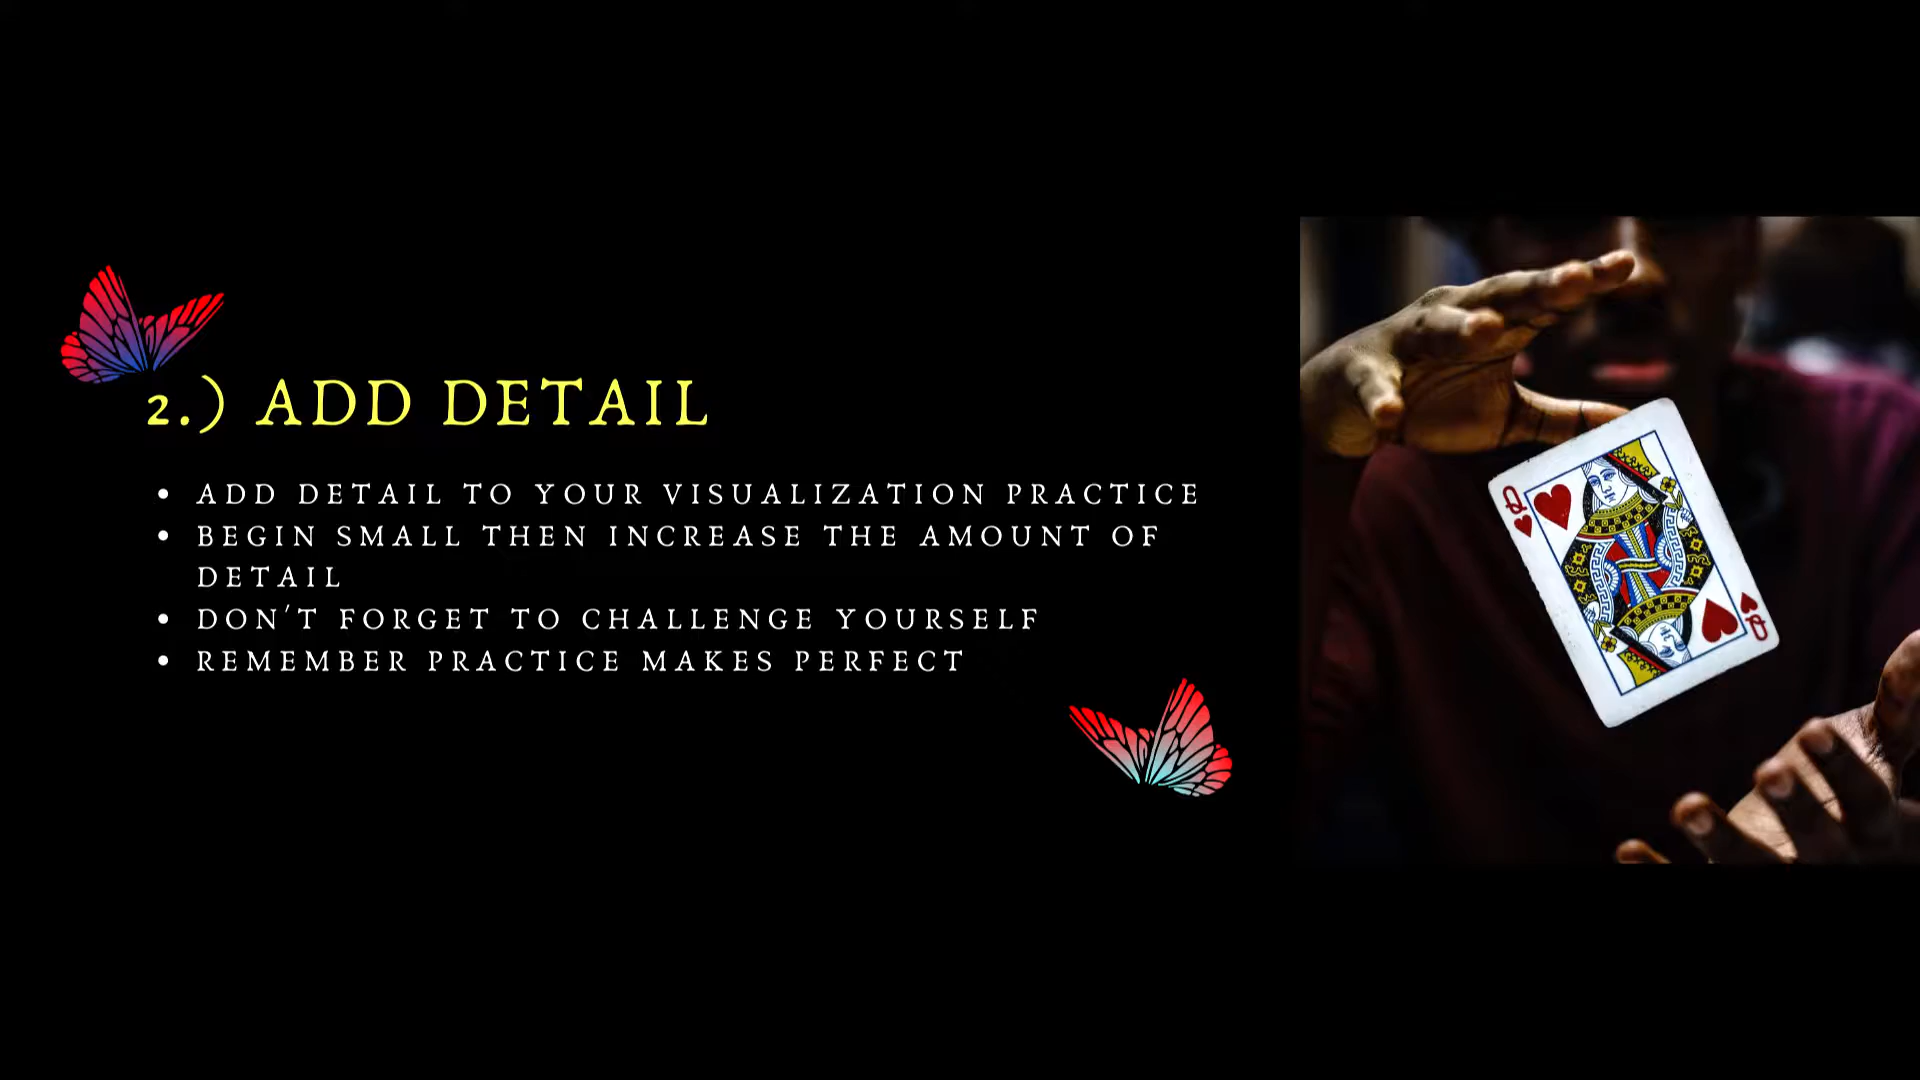 2.) ADD DETAIL
• ADD DETAIL TO YOUR VISUALIZATION PRACTICE
• BEGIN SMALL THEN INCREASE THE AMOUNT OF
DETAIL
• DON'T FORGET TO CHALLENGE YOURSELF
• REMEMBER PRACTICE MAKES PERFECT
Q
Q